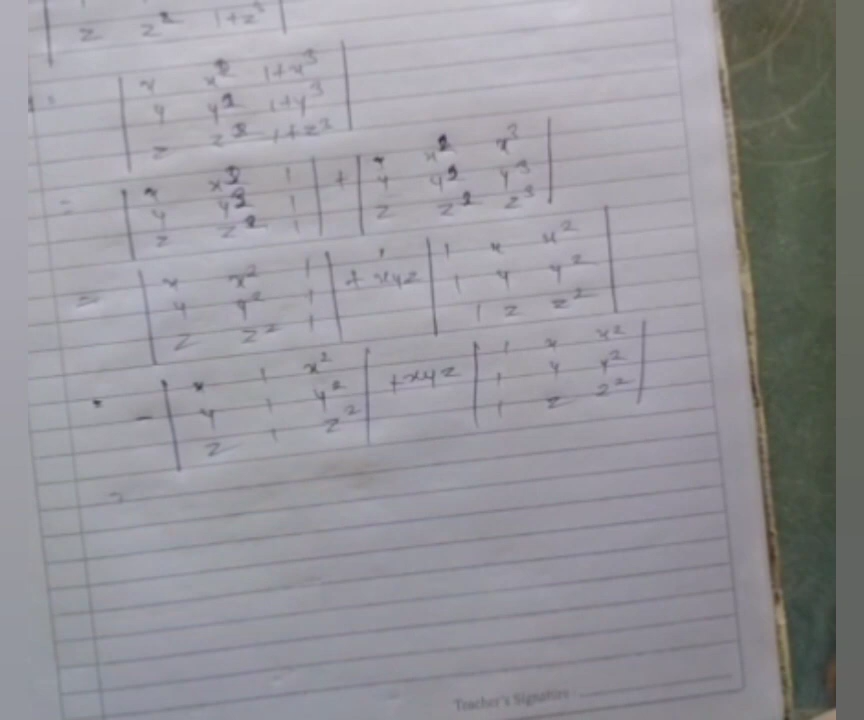 z z² 1+z³
x x² 1+x³
= y y² 1+y³
z z² 1+z³
x x² 1 x x² x³
= y y² 1 + y y² y³
z z² 1 z z² z³
x x² 1 1 x x²
= y y² 1 + xyz 1 y y²
z z² 1 1 z z²
x 1 x² 1 x x²
= - y 1 y² + xyz 1 y y²
z 1 z² 1 z z²
=
Teacher's Signature